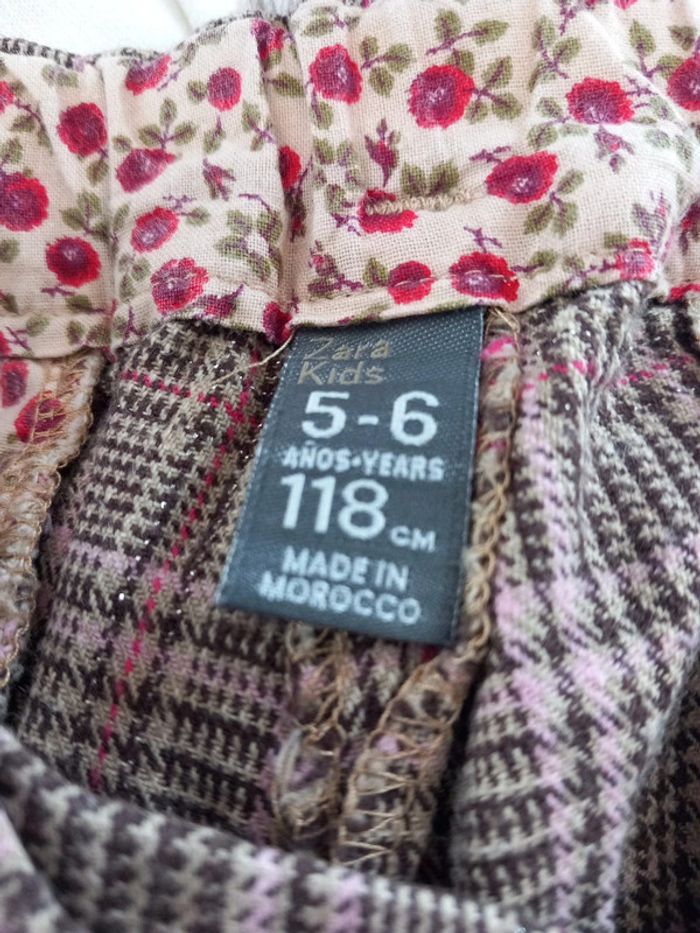 Zara
Kids
5-6
AÑOS•YEARS
118 CM
MADE IN
MOROCCO